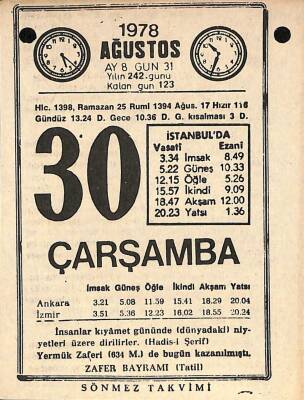 1978
AĞUSTOS
AY 8 GUN 31
Yılın 242.gunu
Kalan gun 123
Hic. 1398, Ramazan 25 Rumi 1394 Ağus. 17 Hızır 116
Gündüz 13.24 D. Gece 10.36 D. G. kısalması 3 D.
30
İSTANBUL'DA
Vasati Ezani
3.34 İmsak 8.49
5.22 Güneş 10.33
12.15 Öğle 5.26
15.57 İkindi 9.09
18.47 Akşam 12.00
20.23 Yatsı 1.36
ÇARŞAMBA
İmsak Güneş Öğle İkindi Akşam Yatsı
Ankara 3.21 5.08 11.59 15.41 18.29 20.04
İzmir 3.51 5.36 12.23 16.02 18.55 20.24
İnsanlar kıyâmet gününde (dünyadaki) niy-
yetleri üzere dirilirler. (Hadis-i Şerif)
Yermük Zaferi (634 M.) de bugün kazanılmıştı.
ZAFER BAYRAMI (Tatil)
SÖNMEZ TAKVİMİ